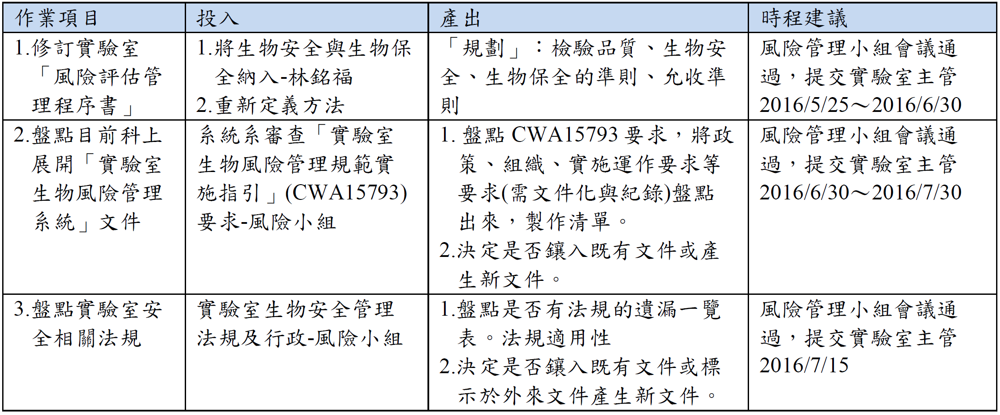 作業項目
投入
產出
時程建議
1.修訂實驗室
「風險評估管
理程序書」
1.將生物安全與生物保
全納入-林銘福
2.重新定義方法
「規劃」：檢驗品質、生物安
全、生物保全的準則、允收準
則
風險管理小組會議通
過，提交實驗室主管
2016/5/25～2016/6/30
2.盤點目前科上
展開「實驗室
生物風險管理
系統」文件
系統系審查「實驗室
生物風險管理規範實
施指引」(CWA15793)
要求-風險小組
1. 盤點 CWA15793 要求，將政
策、組織、實施運作要求等
要求(需文件化與紀錄)盤點
出來，製作清單。
2.決定是否鑲入既有文件或產
生新文件。
風險管理小組會議通
過，提交實驗室主管
2016/6/30～2016/7/30
3.盤點實驗室安
全相關法規
實驗室生物安全管理
法規及行政-風險小組
1.盤點是否有法規的遺漏一覽
表。法規適用性
2.決定是否鑲入既有文件或標
示於外來文件產生新文件。
風險管理小組會議通
過，提交實驗室主管
2016/7/15